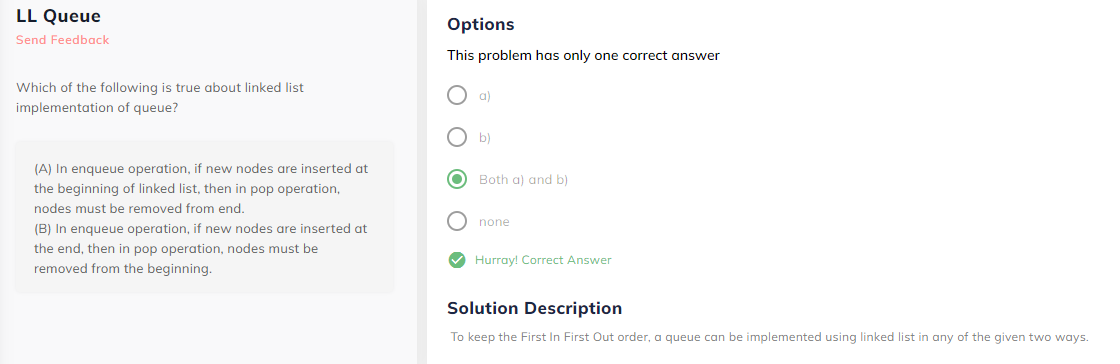 LL Queue
Send Feedback
Which of the following is true about linked list
implementation of queue?
(A) In enqueue operation, if new nodes are inserted at
the beginning of linked list, then in pop operation,
nodes must be removed from end.
(B) In enqueue operation, if new nodes are inserted at
the end, then in pop operation, nodes must be
removed from the beginning.
Options
This problem has only one correct answer
a)
b)
Both a) and b)
none
Hurray! Correct Answer
Solution Description
To keep the First In First Out order, a queue can be implemented using linked list in any of the given two ways.